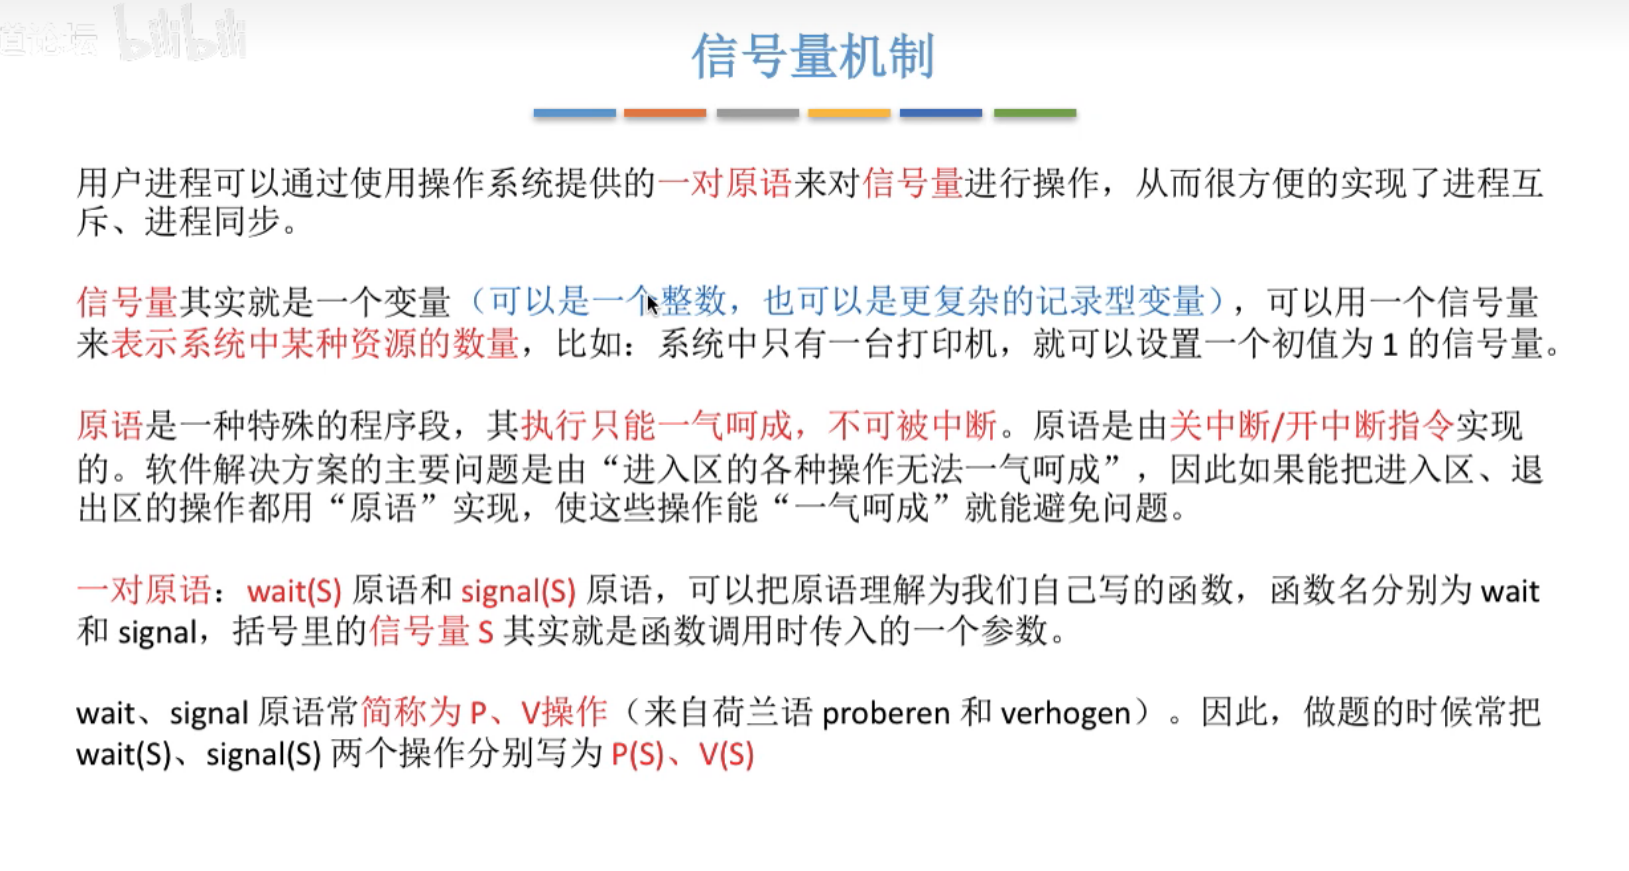 道论坛 bilibili
信号量机制
用户进程可以通过使用操作系统提供的一对原语来对信号量进行操作，从而很方便的实现了进程互
斥、进程同步。
信号量其实就是一个变量（可以是一个整数，也可以是更复杂的记录型变量），可以用一个信号量
来表示系统中某种资源的数量，比如：系统中只有一台打印机，就可以设置一个初值为 1 的信号量。
原语是一种特殊的程序段，其执行只能一气呵成，不可被中断。原语是由关中断/开中断指令实现
的。软件解决方案的主要问题是由“进入区的各种操作无法一气呵成”，因此如果能把进入区、退
出区的操作都用“原语”实现，使这些操作能“一气呵成”就能避免问题。
一对原语：wait(S) 原语和 signal(S) 原语，可以把原语理解为我们自己写的函数，函数名分别为 wait
和 signal，括号里的信号量 S 其实就是函数调用时传入的一个参数。
wait、signal 原语常简称为 P、V操作（来自荷兰语 proberen 和 verhogen）。因此，做题的时候常把
wait(S)、signal(S) 两个操作分别写为 P(S)、V(S)